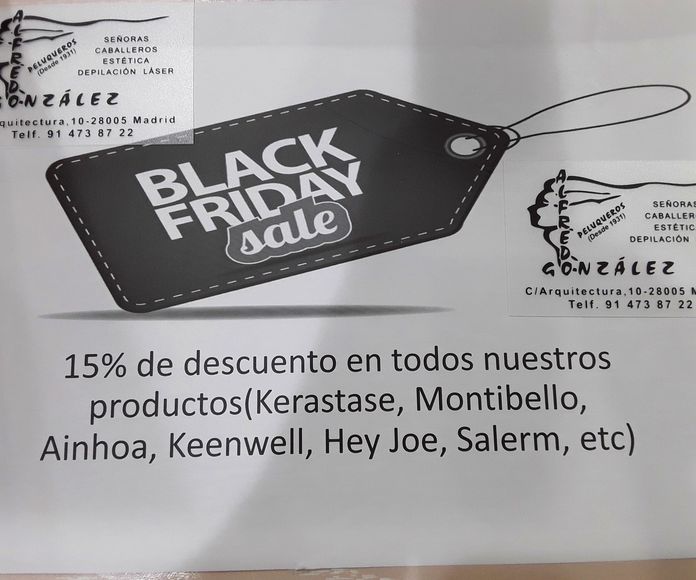 ALFREDO
GONZÁLEZ
PELUQUEROS
(Desde 1931)
SEÑORAS
CABALLEROS
ESTÉTICA
DEPILACIÓN LÁSER
quitectura,10-28005 Madrid
Telf. 91 473 87 22
BLACK
FRIDAY
sale
ALFREDO
GONZÁLEZ
PELUQUEROS
(Desde 1931)
SEÑORAS
CABALLER
ESTÉTICA
DEPILACIÓN
C/Arquitectura,10-28005 M
Telf. 91 473 87 22
15% de descuento en todos nuestros
productos(Kerastase, Montibello,
Ainhoa, Keenwell, Hey Joe, Salerm, etc)